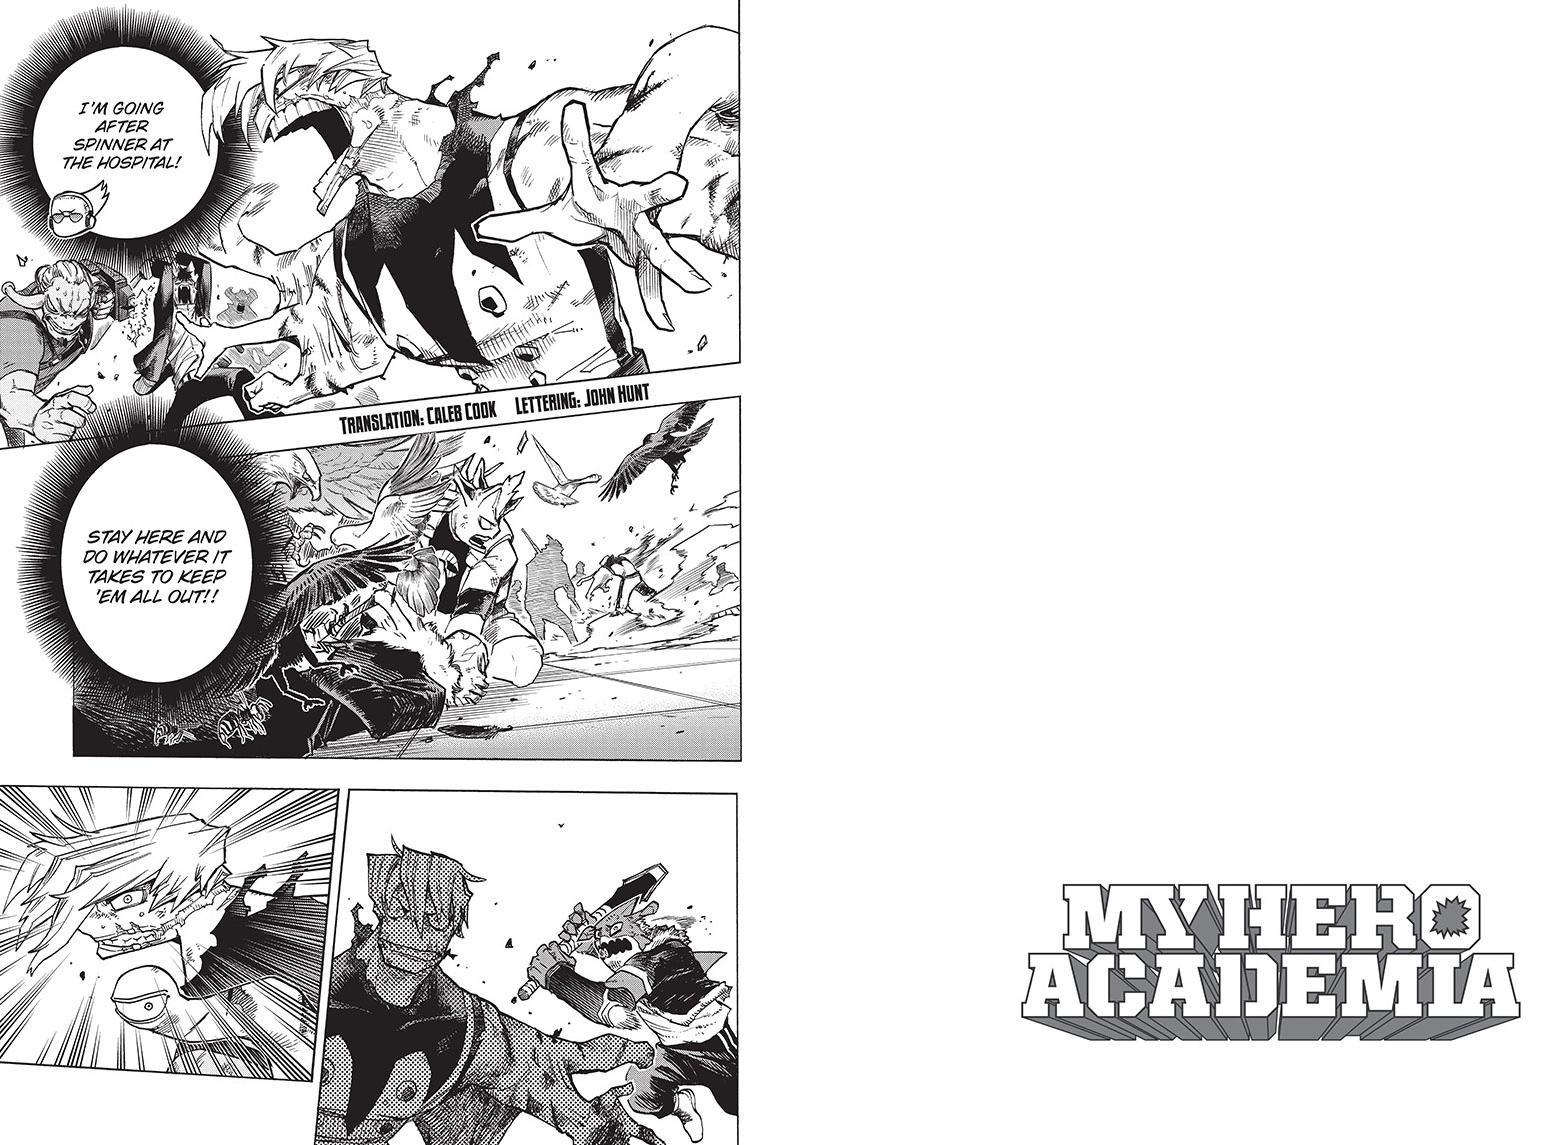 I'M GOING
AFTER
SPINNER AT
THE HOSPITAL!
TRANSLATION: CALEB COOK LETTERING: JOHN HUNT
STAY HERE AND
DO WHATEVER IT
TAKES TO KEEP
'EM ALL OUT!!
MY HERO
ACADEMIA